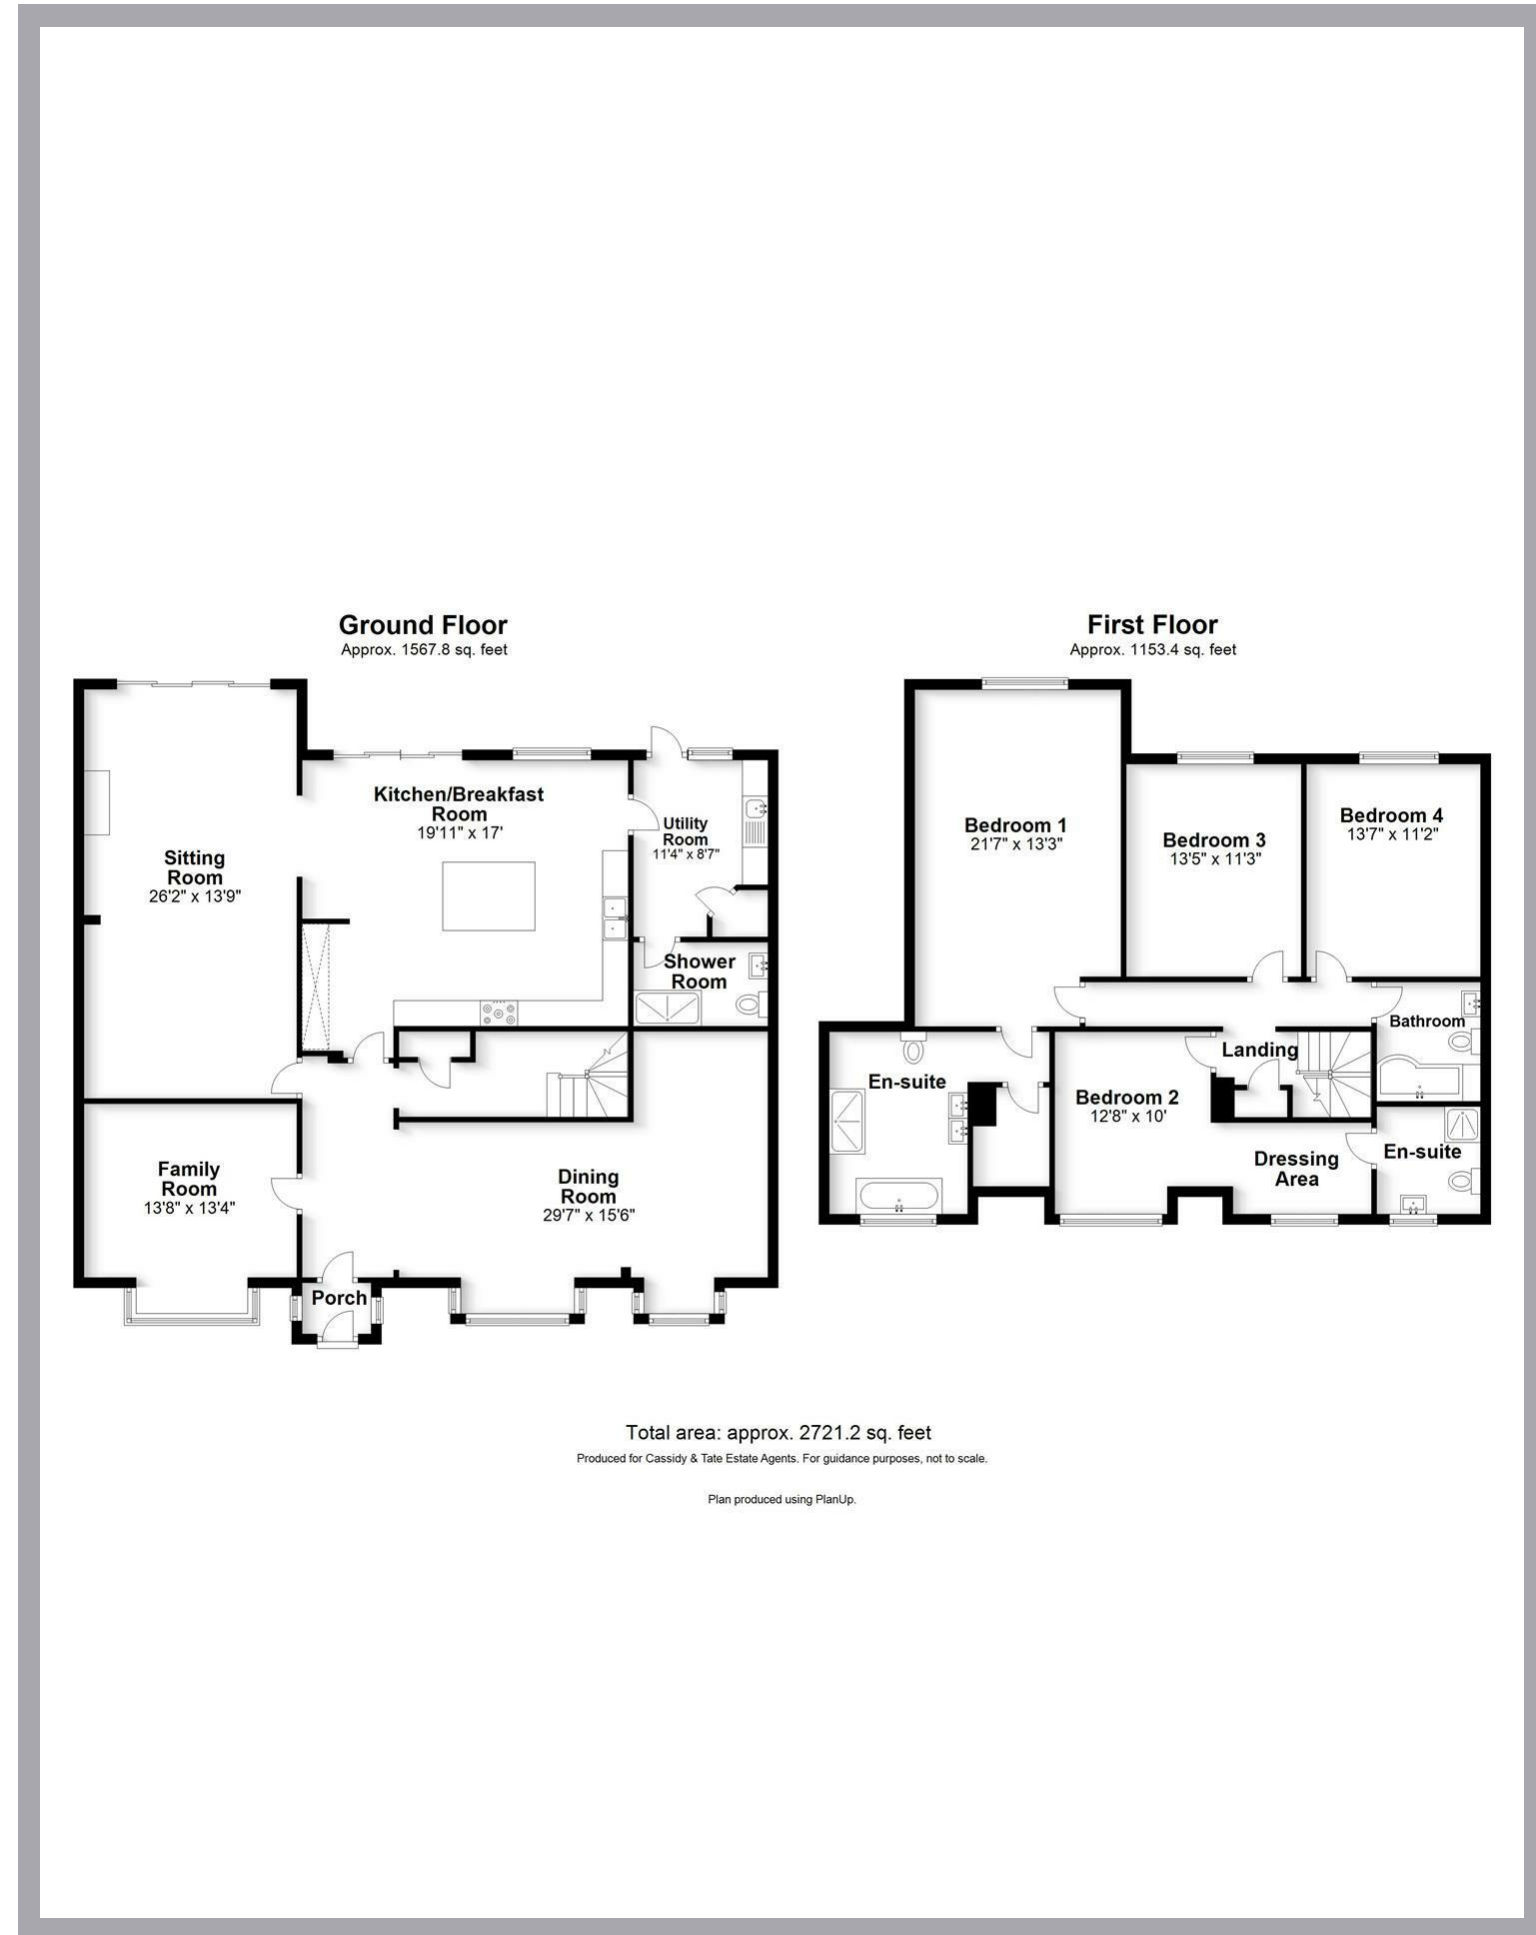 Ground Floor
Approx. 1567.8 sq. feet
Kitchen/Breakfast
Room
19'11" x 17'
Utility
Room
11'4" x 8'7"
Sitting
Room
26'2" x 13'9"
Shower
Room
Family
Room
13'8" x 13'4"
Dining
Room
29'7" x 15'6"
Porch
First Floor
Approx. 1153.4 sq. feet
Bedroom 1
21'7" x 13'3"
Bedroom 3
13'5" x 11'3"
Bedroom 4
13'7" x 11'2"
Bathroom
Landing
En-suite
Bedroom 2
12'8" x 10'
Dressing
Area
En-suite
Total area: approx. 2721.2 sq. feet
Produced for Cassidy & Tate Estate Agents. For guidance purposes, not to scale.
Plan produced using PlanUp.